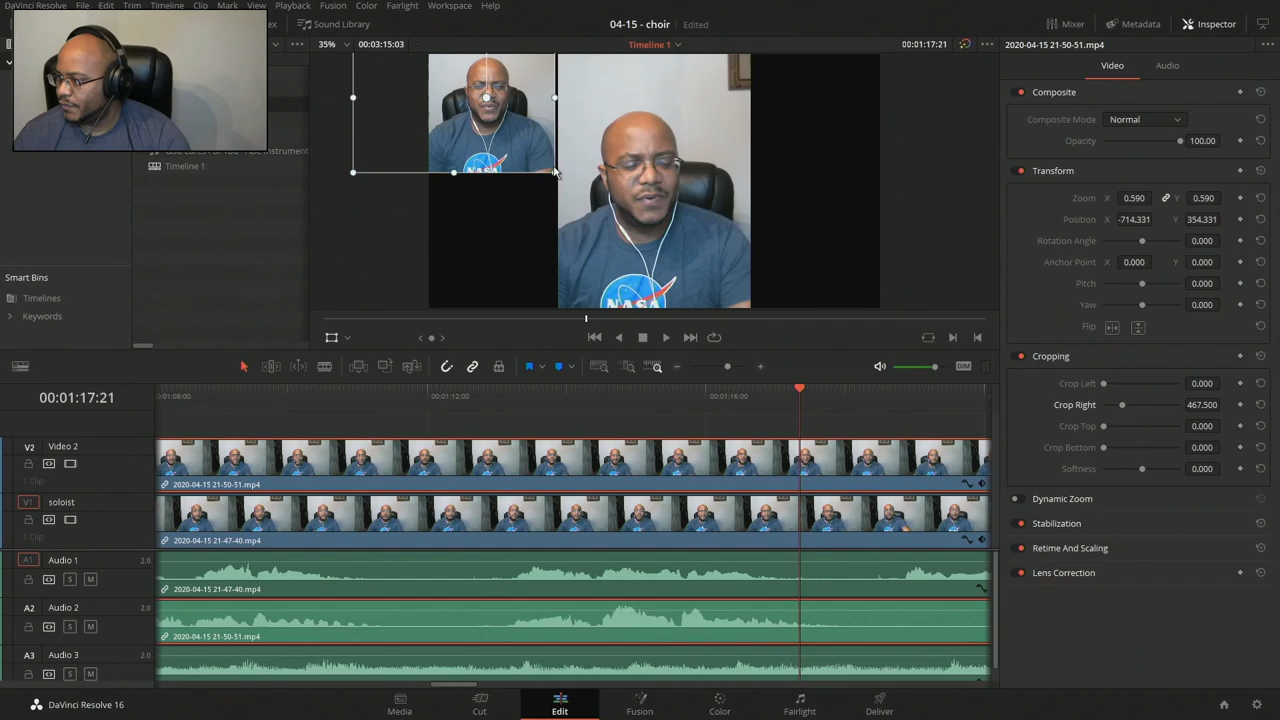 DaVinci Resolve File Edit Trim Timeline Clip Mark View Playback Fusion Color Fairlight Workspace Help
Sound Library
04-15 - choir Edited
Mixer Metadata Inspector
35% 00:03:15:03 Timeline 1 00:01:17:21
2020-04-15 21-50-51.mp4
Video Audio
Composite
Composite Mode Normal
Opacity 100.00
Timeline 1
Transform
Zoom X 0.590 Y 0.590
Position X -714.331 Y 354.331
Rotation Angle 0.000
Anchor Point X 0.000 Y 0.000
Pitch 0.000
Yaw 0.000
Flip
Smart Bins
Timelines
Keywords
NASA
NASA
Cropping
Crop Left 0.000
Crop Right 467.500
Crop Top 0.000
Crop Bottom 0.000
Softness 0.000
Dynamic Zoom
Stabilization
Retime And Scaling
Lens Correction
DIM
00:01:17:21
01:08:00 00:01:12:00 00:01:16:00
V2 Video 2
1 Clip
2020-04-15 21-50-51.mp4
V1 soloist
2020-04-15 21-47-40.mp4
A1 Audio 1 2.0
S M
2020-04-15 21-47-40.mp4
A2 Audio 2 2.0
S M
2020-04-15 21-50-51.mp4
A3 Audio 3 2.0
S M
DaVinci Resolve 16
Media Cut Edit Fusion Color Fairlight Deliver